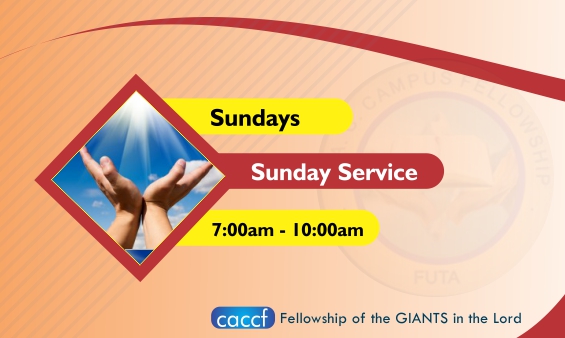 Sundays
Sunday Service
7:00am - 10:00am
CAMPUS FELLOWSHIP
FUTA
caccf Fellowship of the GIANTS in the Lord